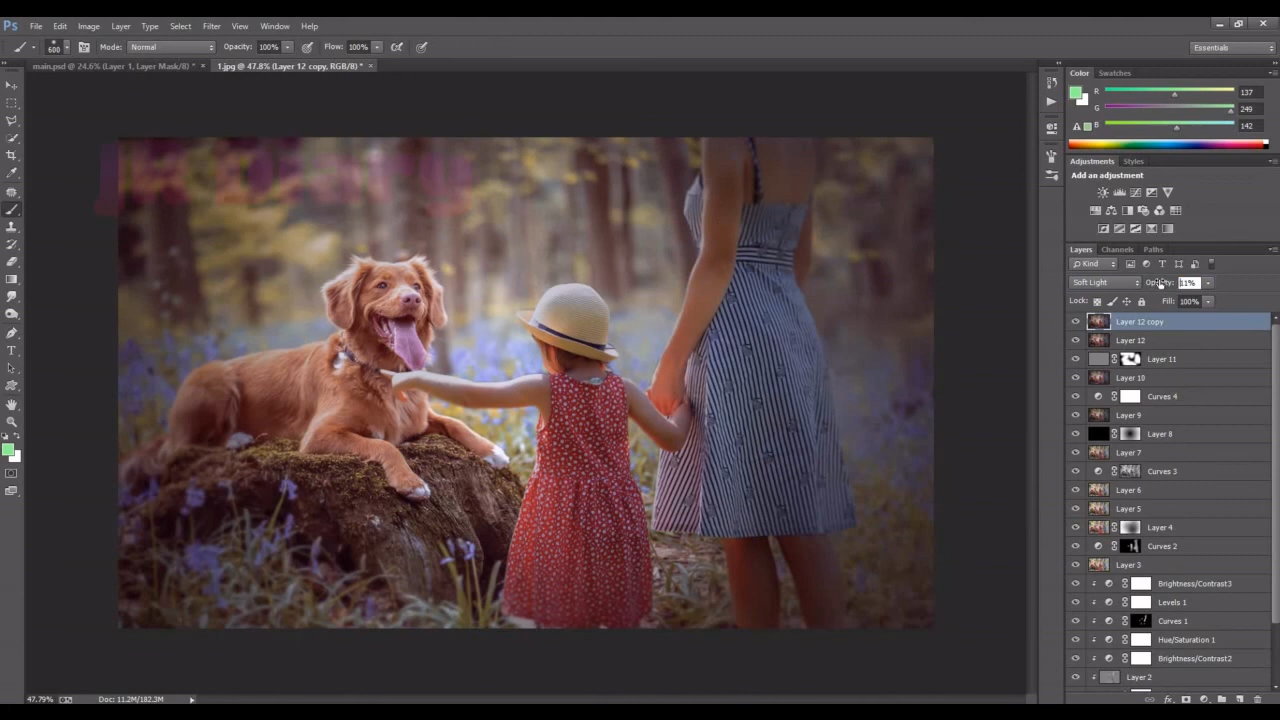 Ps File Edit Image Layer Type Select Filter View Window Help
600 Mode: Normal Opacity: 100% Flow: 100% Essentials
main.psd @ 24.6% (Layer 1, Layer Mask/8) * × 1.jpg @ 47.8% (Layer 12 copy, RGB/8) * ×
Color Swatches
R 137
G 249
B 142
Adjustments Styles
Add an adjustment
Layers Channels Paths
Kind
Soft Light Opacity: 11%
Lock: Fill: 100%
Layer 12 copy
Layer 12
Layer 11
Layer 10
Curves 4
Layer 9
Layer 8
Layer 7
Curves 3
Layer 6
Layer 5
Layer 4
Curves 2
Layer 3
Brightness/Contrast3
Levels 1
Curves 1
Hue/Saturation 1
Brightness/Contrast2
Layer 2
47.79% Doc: 11.2M/182.3M